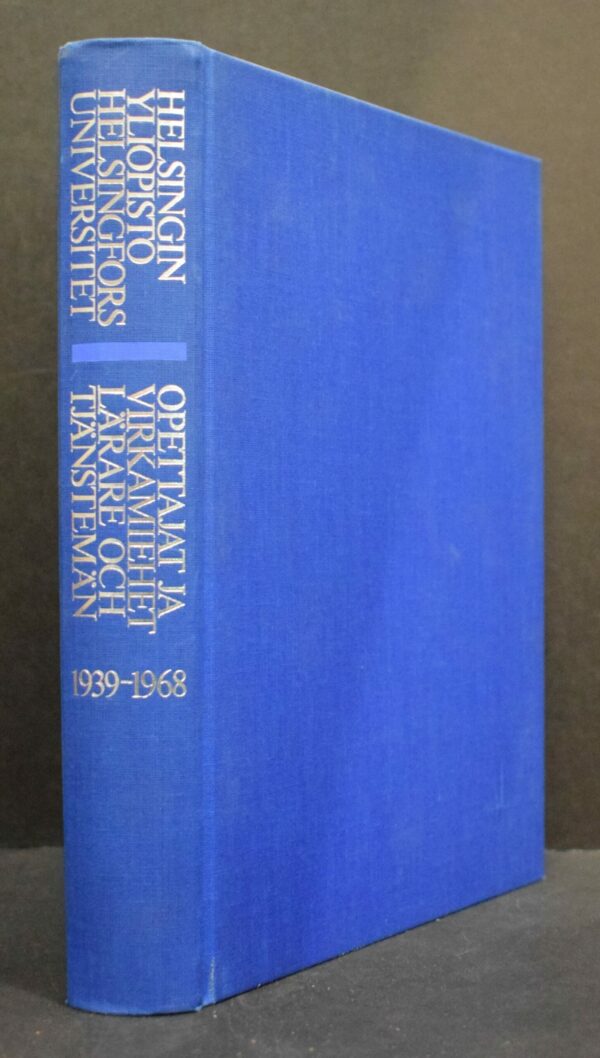 HELSINGIN
YLIOPISTO
HELSINGFORS
UNIVERSITET
OPETTAJAT JA
VIRKAMIEHET
LÄRARE OCH
TJÄNSTEMÄN
1939-1968